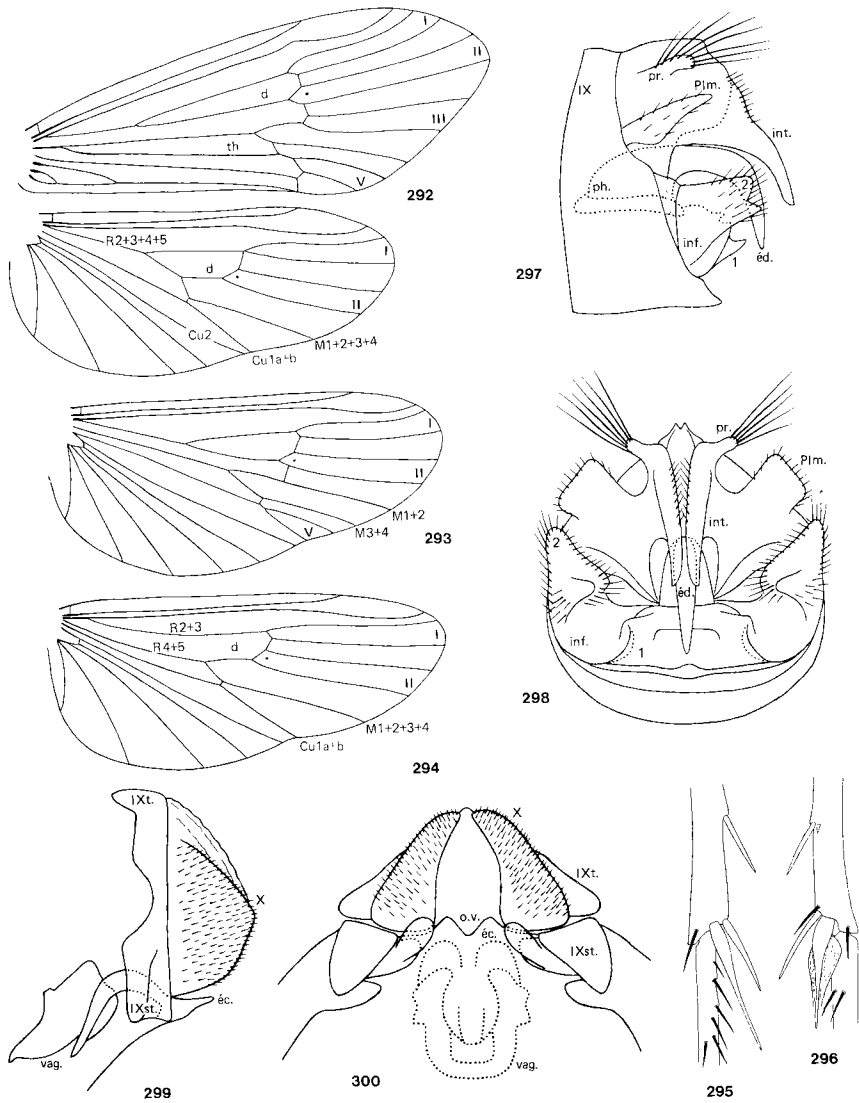 I
II
d
III
th
V
292
R2+3+4+5
I
d
II
Cu2
Cu1a+b
M1+2+3+4
I
II
M1+2
V
M3+4
293
R2+3
I
R4+5
d
II
M1+2+3+4
Cu1a+b
294
IX
pr.
Plm.
int.
ph.
2
inf.
1
éd.
297
pr.
Plm.
int.
2
éd.
inf.
1
298
IXt.
X
éc.
IXst.
vag.
299
X
IXt.
o.v.
éc.
IXst.
vag.
300
295
296